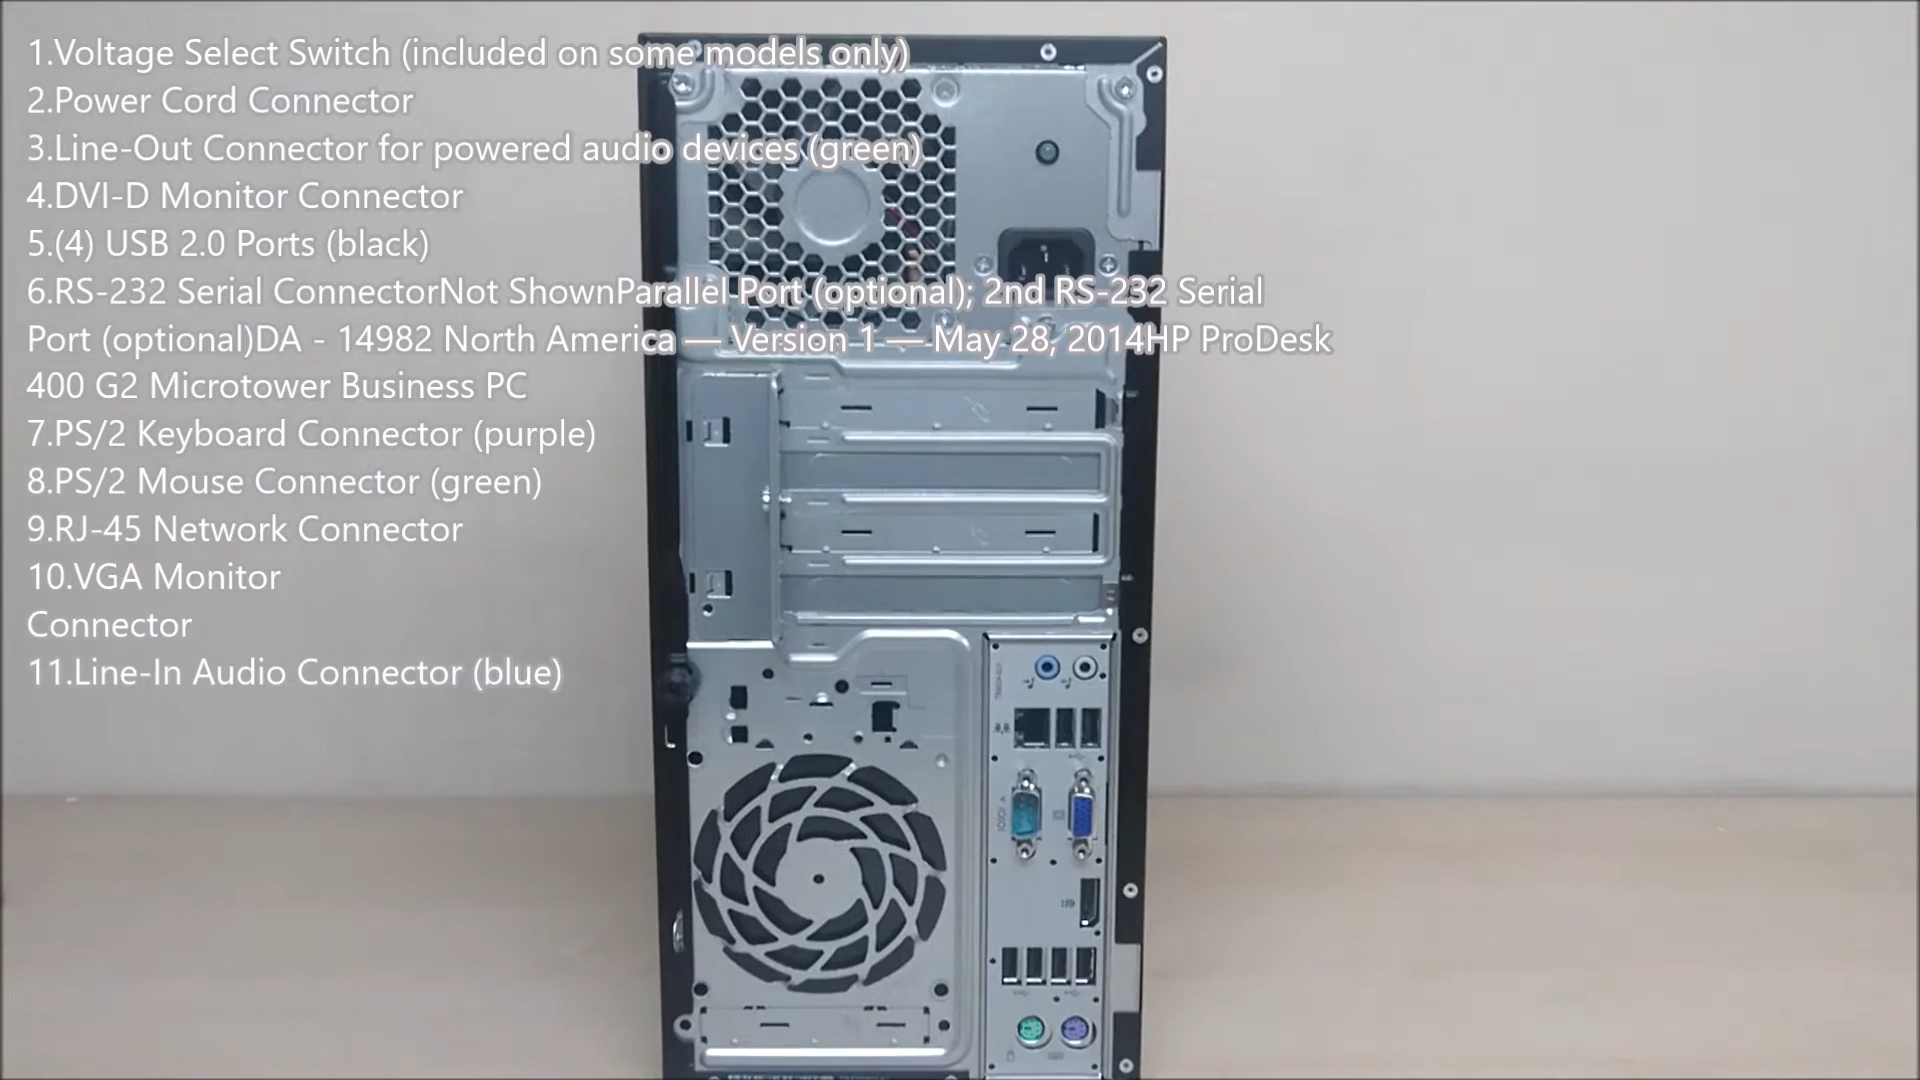 1.Voltage Select Switch (included on some models only)
2.Power Cord Connector
3.Line-Out Connector for powered audio devices (green)
4.DVI-D Monitor Connector
5.(4) USB 2.0 Ports (black)
6.RS-232 Serial ConnectorNot ShownParallel Port (optional); 2nd RS-232 Serial
Port (optional)DA - 14982 North America — Version 1 — May 28, 2014HP ProDesk
400 G2 Microtower Business PC
7.PS/2 Keyboard Connector (purple)
8.PS/2 Mouse Connector (green)
9.RJ-45 Network Connector
10.VGA Monitor
Connector
11.Line-In Audio Connector (blue)